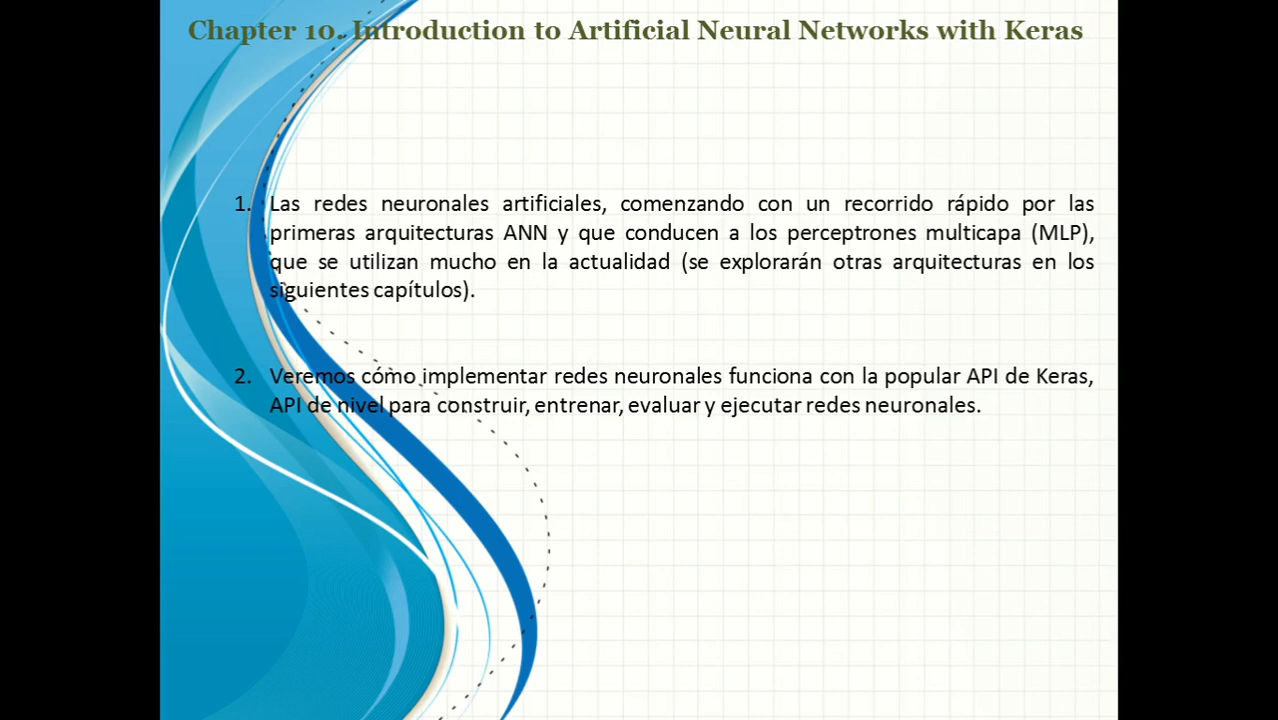 Chapter 10. Introduction to Artificial Neural Networks with Keras
1. Las redes neuronales artificiales, comenzando con un recorrido rápido por las
primeras arquitecturas ANN y que conducen a los perceptrones multicapa (MLP),
que se utilizan mucho en la actualidad (se explorarán otras arquitecturas en los
siguientes capítulos).
2. Veremos cómo implementar redes neuronales funciona con la popular API de Keras,
API de nivel para construir, entrenar, evaluar y ejecutar redes neuronales.